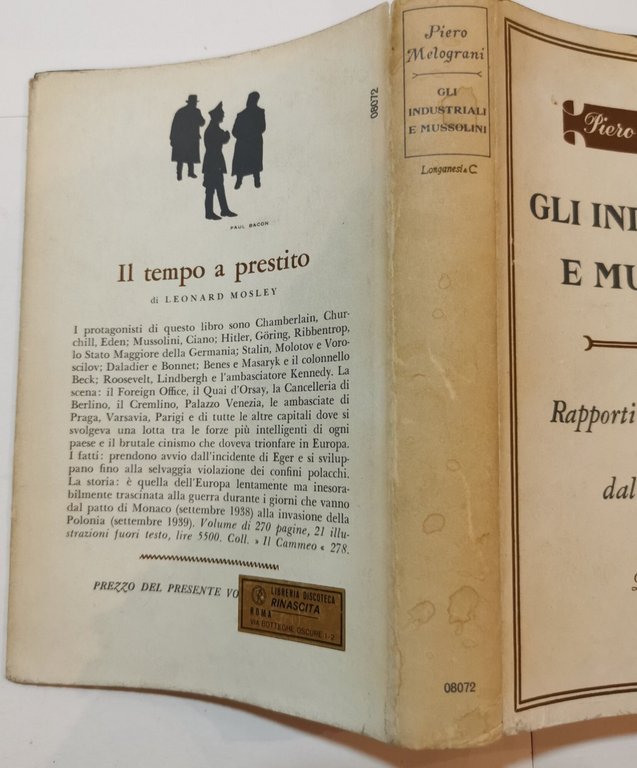 PAUL BACON
Il tempo a prestito
di LEONARD MOSLEY
I protagonisti di questo libro sono Chamberlain, Chur-
chill, Eden; Mussolini, Ciano; Hitler, Göring, Ribbentrop,
lo Stato Maggiore della Germania; Stalin, Molotov e Voro-
scilov; Daladier e Bonnet; Benes e Masaryk e il colonnello
Beck; Roosevelt, Lindbergh e l'ambasciatore Kennedy. La
scena: il Foreign Office, il Quai d'Orsay, la Cancelleria di
Berlino, il Cremlino, Palazzo Venezia, le ambasciate di
Praga, Varsavia, Parigi e di tutte le altre capitali dove si
svolgeva una lotta tra le forze più intelligenti di ogni
paese e il brutale cinismo che doveva trionfare in Europa.
I fatti: prendono avvio dall'incidente di Eger e si svilup-
pano fino alla selvaggia violazione dei confini polacchi.
La storia: è quella dell'Europa lentamente ma inesora-
bilmente trascinata alla guerra durante i giorni che vanno
dal patto di Monaco (settembre 1938) alla invasione della
Polonia (settembre 1939). Volume di 270 pagine, 21 illu-
strazioni fuori testo, lire 5500. Coll. » Il Cammeo « 278.
PREZZO DEL PRESENTE VO
LIBRERIA DISCOTECA
RINASCITA
ROMA
VIA BOTTEGHE OSCURE 1-2
08072
Piero
Melograni
GLI
INDUSTRIALI
E MUSSOLINI
Longanesi & C
08072
Piero
GLI IND
E MU
Rapporti
dal